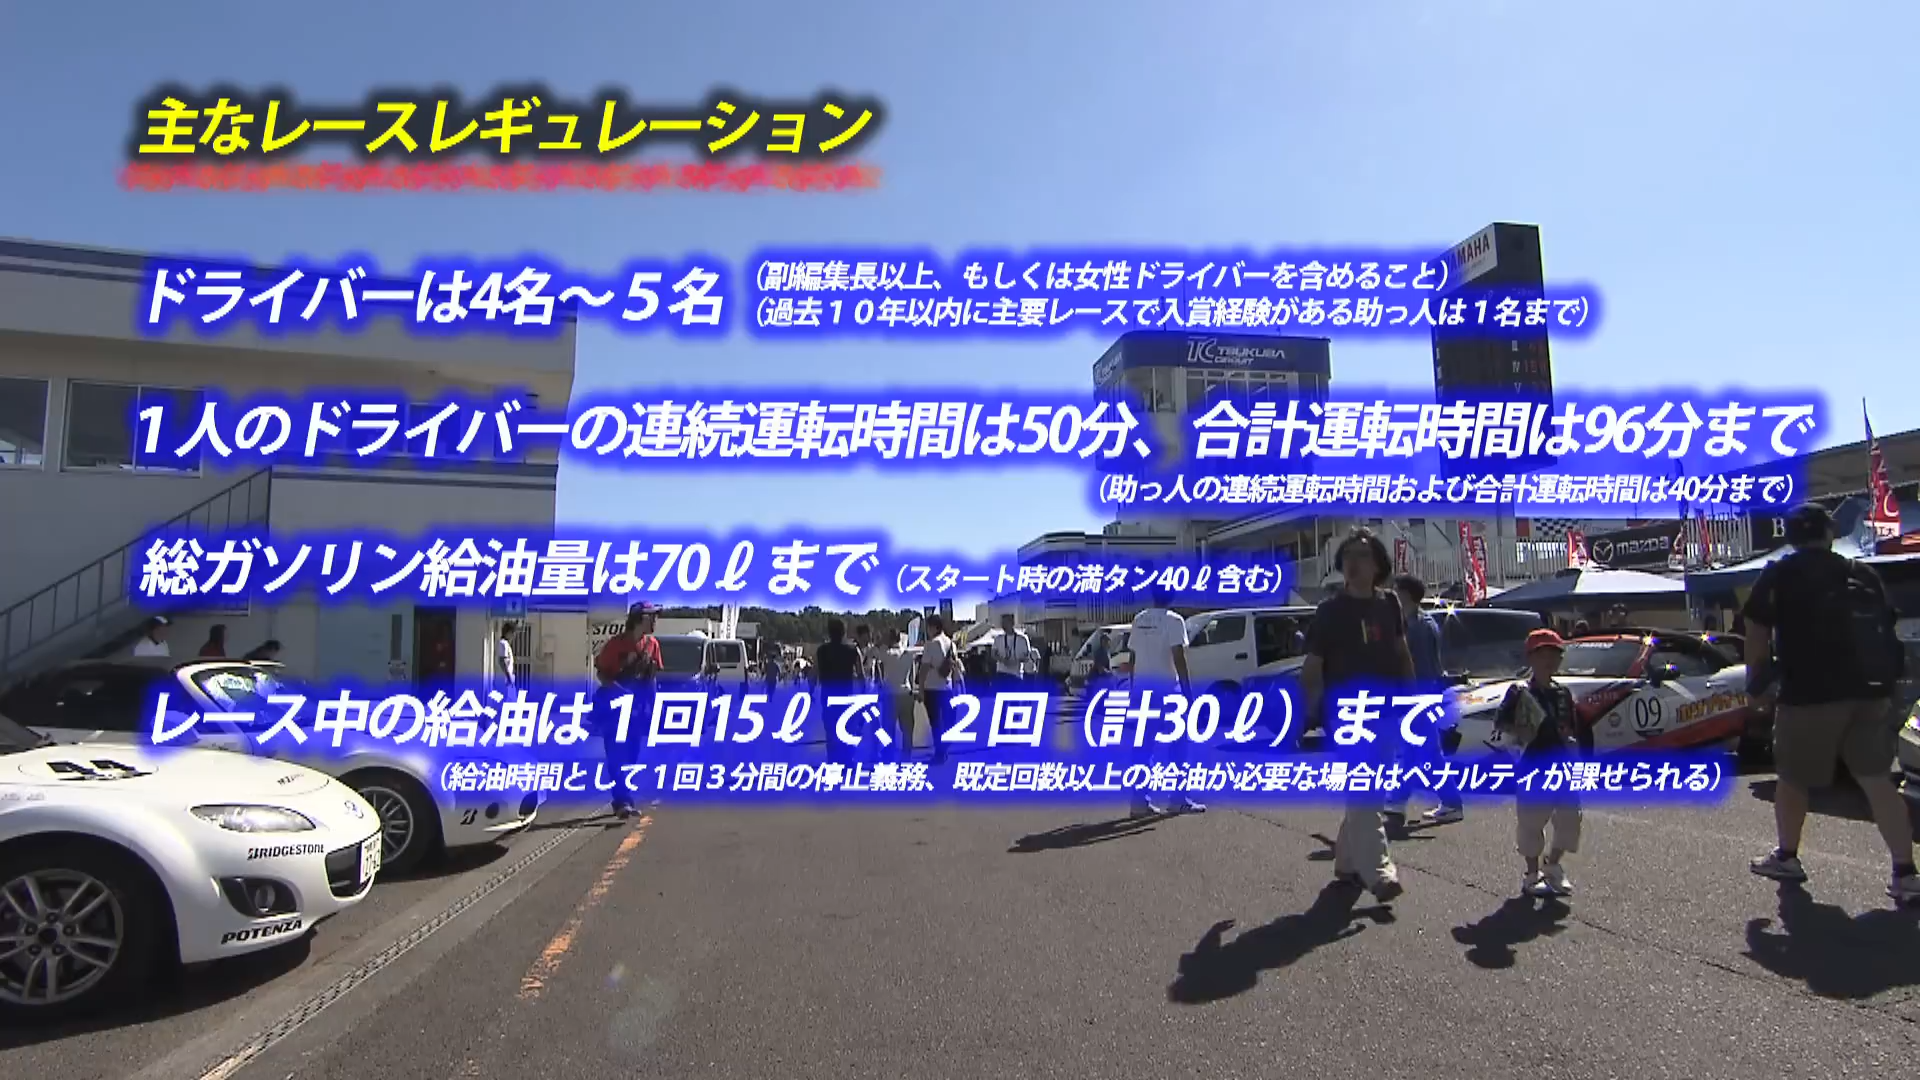 主なレースレギュレーション
ドライバーは4名～５名
（副編集長以上、もしくは女性ドライバーを含めること）
（過去１０年以内に主要レースで入賞経験がある助っ人は１名まで）
１人のドライバーの連続運転時間は50分、合計運転時間は96分まで
（助っ人の連続運転時間および合計運転時間は40分まで）
総ガソリン給油量は70ℓまで（スタート時の満タン40ℓ含む）
レース中の給油は１回15ℓで、２回（計30ℓ）まで
（給油時間として１回３分間の停止義務、既定回数以上の給油が必要な場合はペナルティが課せられる）
YAMAHA
TC TSUKUBA CIRCUIT
mazda
09
BRIDGESTONE
POTENZA